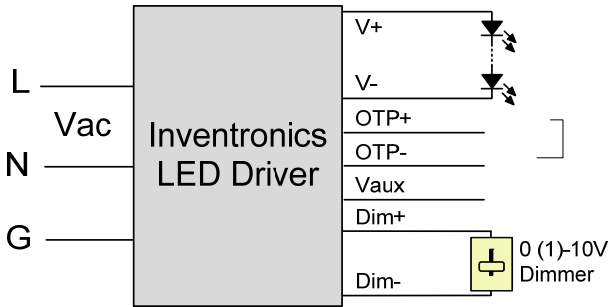 V+
L
V-
Vac
OTP+
Inventronics
LED Driver
OTP-
N
Vaux
Dim+
G
0 (1)-10V
Dimmer
Dim-